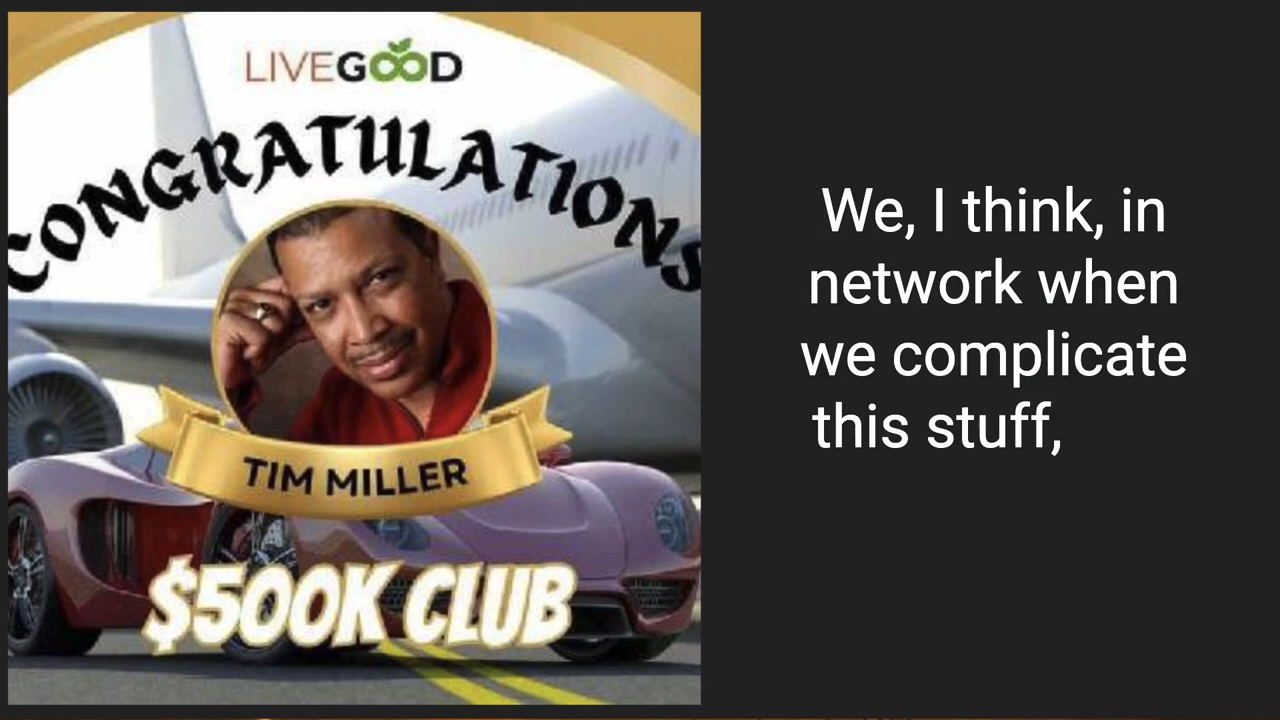 LIVEGOOD
CONGRATULATIONS
TIM MILLER
$500K CLUB
We, I think, in
network when
we complicate
this stuff,